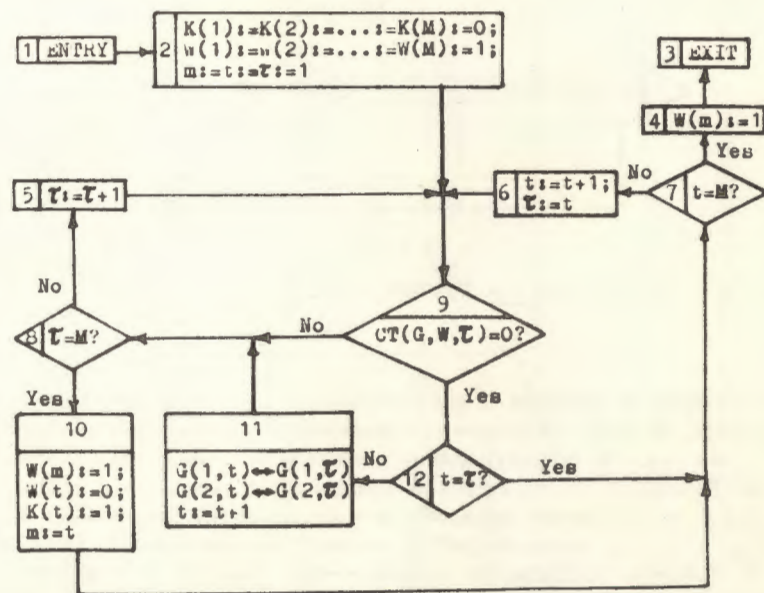 1 ENTRY
2
K(1):=K(2):=...:=K(M):=0;
W(1):=W(2):=...:=W(M):=1;
m:=t:=τ:=1
3 EXIT
4 W(m):=1
Yes
No
5 τ:=τ+1
6 t:=t+1;
τ:=t
7 t=M?
No
8 τ=M?
No
9
CT(G,W,τ)=0?
Yes
Yes
10
W(m):=1;
W(t):=0;
K(t):=1;
m:=t
11
G(1,t)↔G(1,τ)
G(2,t)↔G(2,τ)
t:=t+1
No
12 t=τ?
Yes